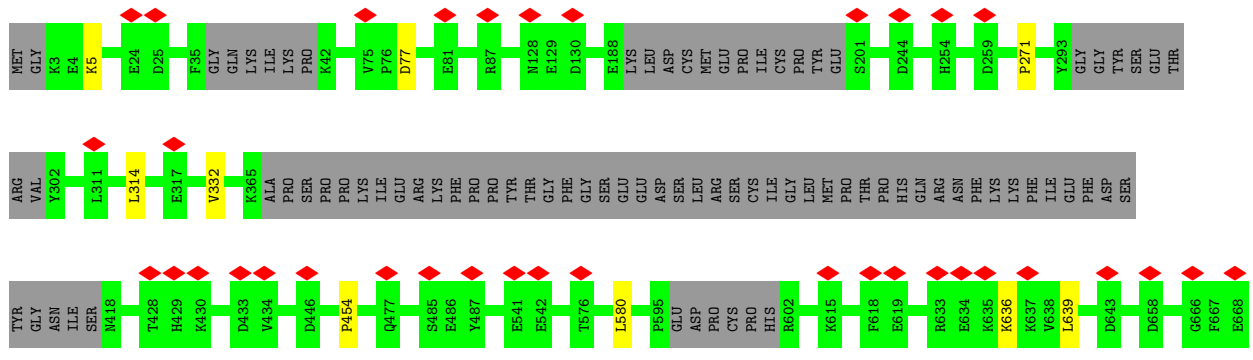 MET GLY K3 E4 K5 E24 D25 F35 GLY GLN LYS ILE LYS PRO K42 V75 P76 D77 E81 R87 N128 E129 D130 E188 LYS LEU ASP CYS MET GLU PRO ILE CYS PRO TYR GLU S201 D244 H254 D259 P271 Y293 GLY GLY TYR SER GLU THR
ARG VAL Y302 L311 L314 E317 V332 K365 ALA PRO SER PRO PRO LYS ILE GLU ARG LYS PHE PRO PRO TYR THR GLY PHE GLY SER GLU GLU ASP SER LEU ARG SER CYS ILE GLY LEU MET PRO THR PRO HIS GLN ARG ASN PHE LYS LYS PHE ILE GLU PHE ASP SER
TYR GLY ASN ILE SER N418 T428 H429 K430 D433 V434 D446 P454 Q477 S485 E486 Y487 E541 E542 T576 L580 P595 GLU ASP PRO CYS PRO HIS R602 K615 F618 E619 R633 E634 K635 K636 K637 V638 L639 D643 D658 G666 F667 E668